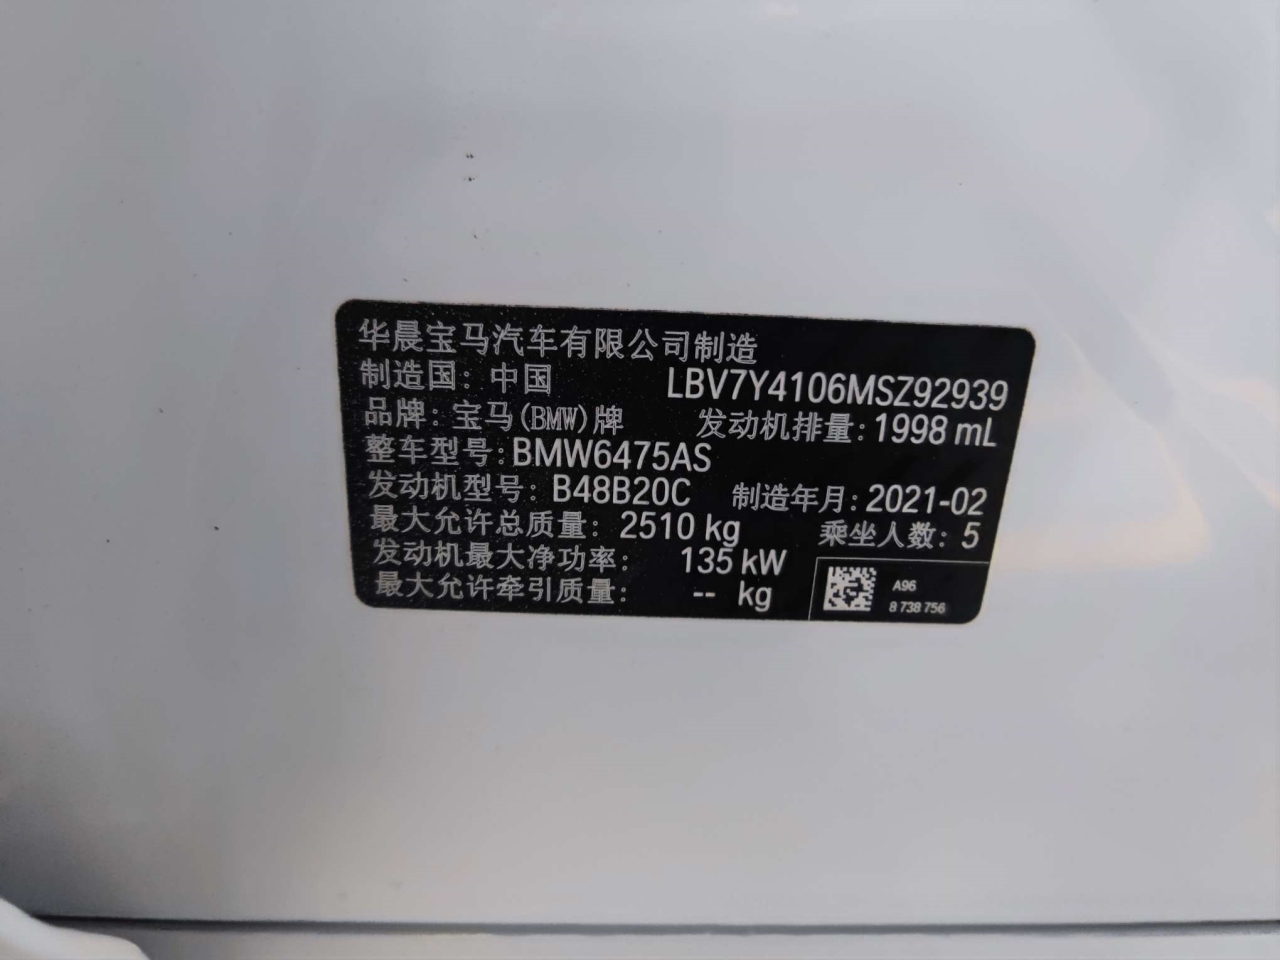 华晨宝马汽车有限公司制造
制造国：中国 LBV7Y4106MSZ92939
品牌：宝马(BMW)牌 发动机排量：1998 mL
整车型号：BMW6475AS
发动机型号：B48B20C 制造年月：2021-02
最大允许总质量：2510 kg 乘坐人数：5
发动机最大净功率：135 kW
最大允许牵引质量：-- kg
A96
8 738 756